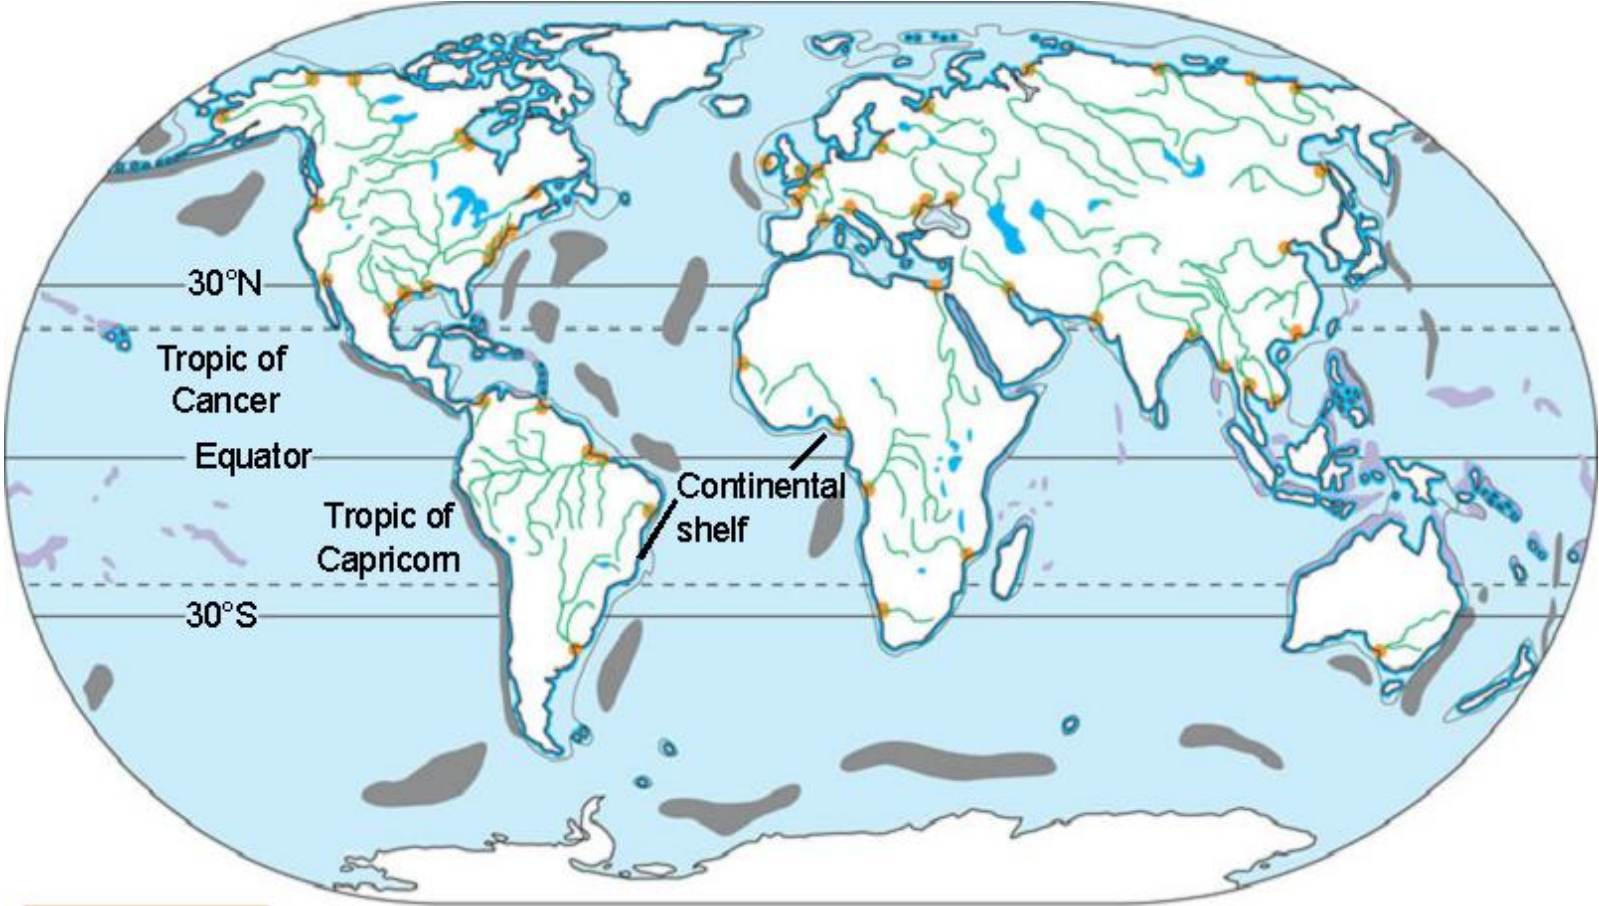 30°N
Tropic of
Cancer
Equator
Continental
shelf
Tropic of
Capricorn
30°S